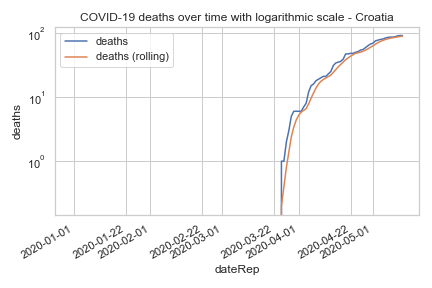 COVID-19 deaths over time with logarithmic scale - Croatia
deaths
deaths (rolling)
10²
10¹
10⁰
deaths
2020-01-01
2020-01-22
2020-02-01
2020-02-22
2020-03-01
2020-03-22
2020-04-01
2020-04-22
2020-05-01
dateRep